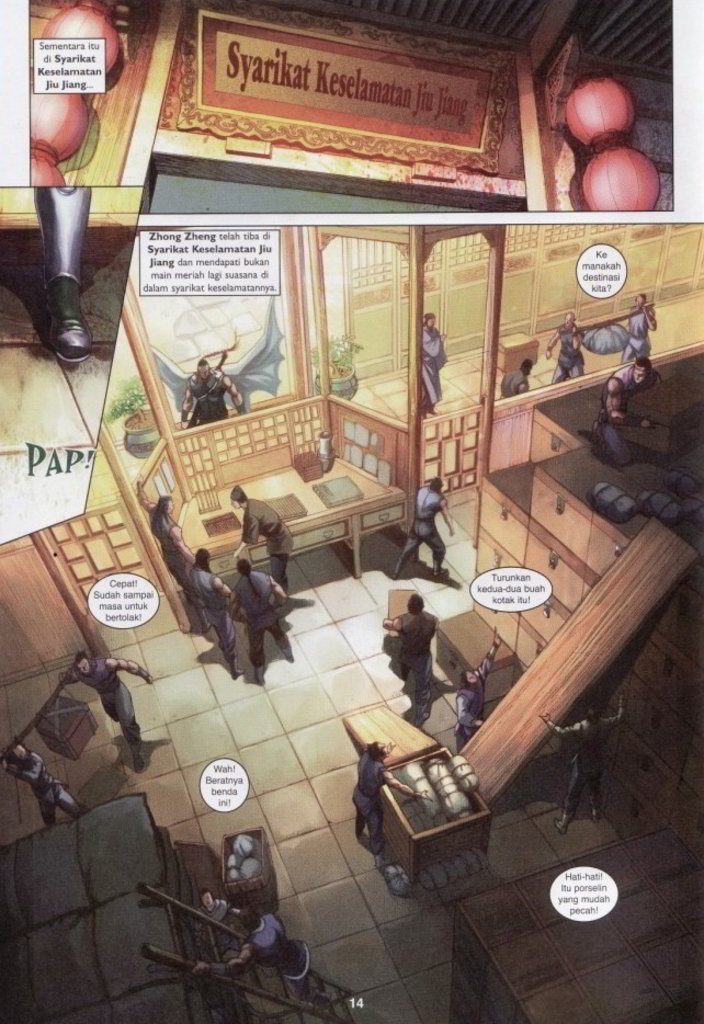 Sementara itu
di Syarikat
Keselamatan
Jiu Jiang...
Syarikat Keselamatan Jiu Jiang
PAP!
Zhong Zheng telah tiba di
Syarikat Keselamatan Jiu
Jiang dan mendapati bukan
main meriah lagi suasana di
dalam syarikat keselamatannya.
Ke
manakah
destinasi
kita?
Cepat!
Sudah sampai
masa untuk
bertolak!
Turunkan
kedua-dua buah
kotak itu!
Wah!
Beratnya
benda
ini!
Hati-hati!
Itu porselin
yang mudah
pecah!
14